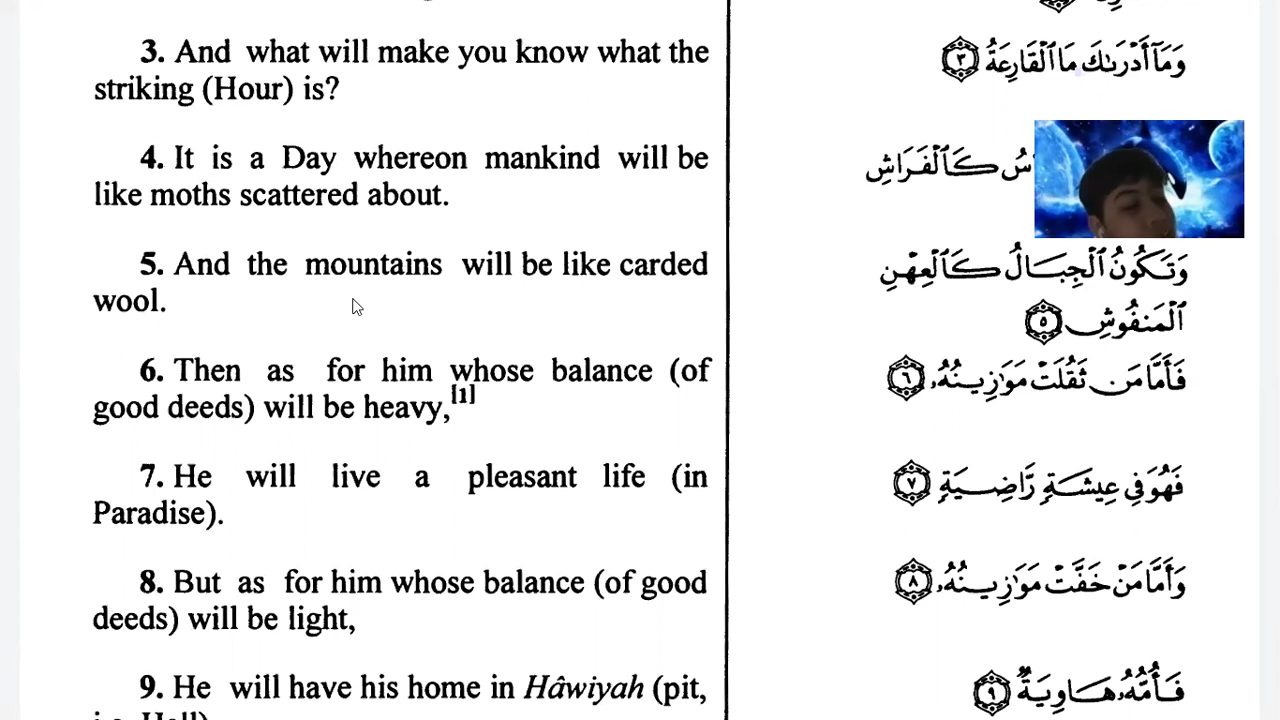 3. And what will make you know what the
striking (Hour) is?
4. It is a Day whereon mankind will be
like moths scattered about.
5. And the mountains will be like carded
wool.
6. Then as for him whose balance (of
good deeds) will be heavy,[1]
7. He will live a pleasant life (in
Paradise).
8. But as for him whose balance (of good
deeds) will be light,
9. He will have his home in Hâwiyah (pit,
وَمَآ أَدْرَىٰكَ مَا ٱلْقَارِعَةُ ٣
كَٱلْفَرَاشِ
وَتَكُونُ ٱلْجِبَالُ كَٱلْعِهْنِ
ٱلْمَنفُوشِ ٥
فَأَمَّا مَن ثَقُلَتْ مَوَٰزِينُهُۥ ٦
فَهُوَ فِى عِيشَةٍ رَّاضِيَةٍ ٧
وَأَمَّا مَنْ خَفَّتْ مَوَٰزِينُهُۥ ٨
فَأُمُّهُۥ هَاوِيَةٌ ٩